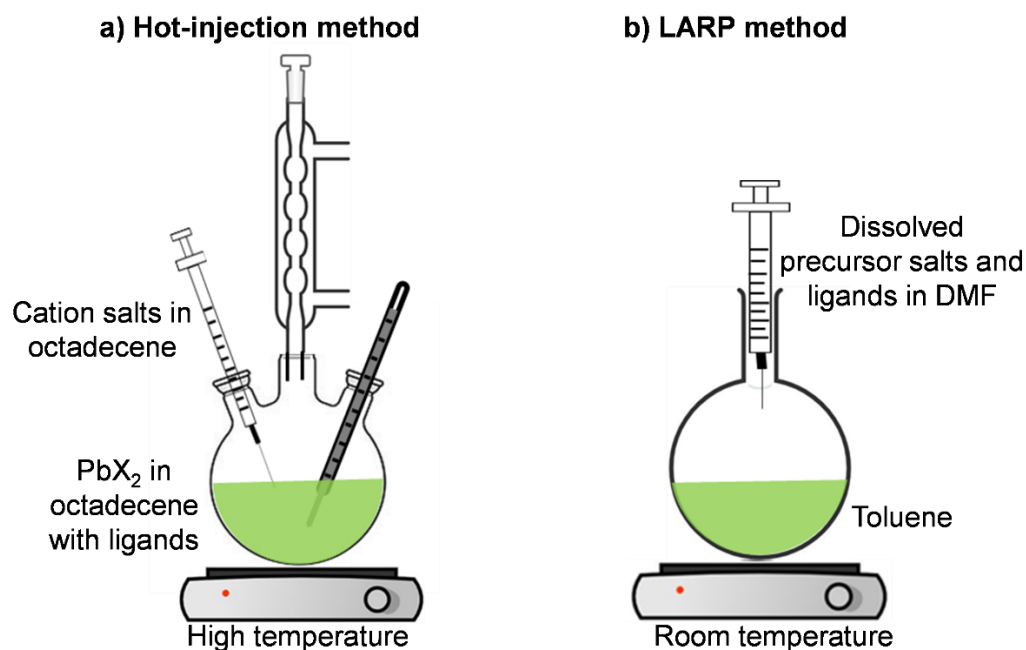 a) Hot-injection method
Cation salts in
octadecene
PbX₂ in
octadecene
with ligands
High temperature
b) LARP method
Dissolved
precursor salts and
ligands in DMF
Toluene
Room temperature